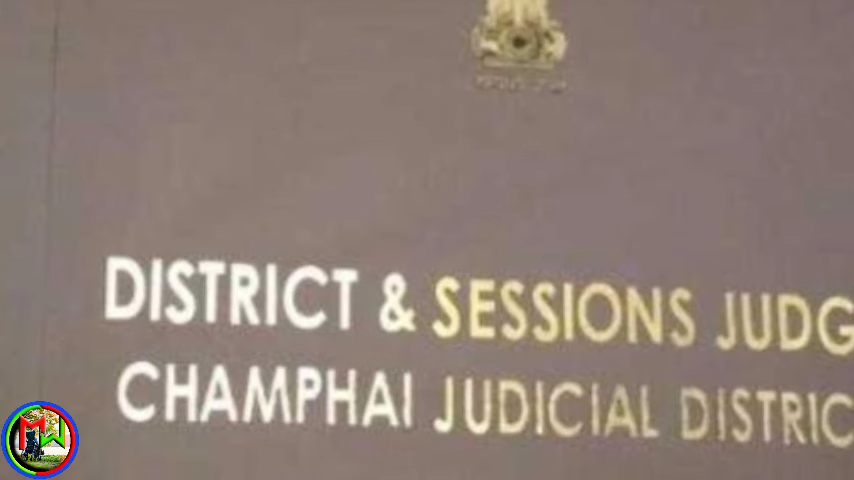 DISTRICT & SESSIONS JUDG
CHAMPHAI JUDICIAL DISTRIC